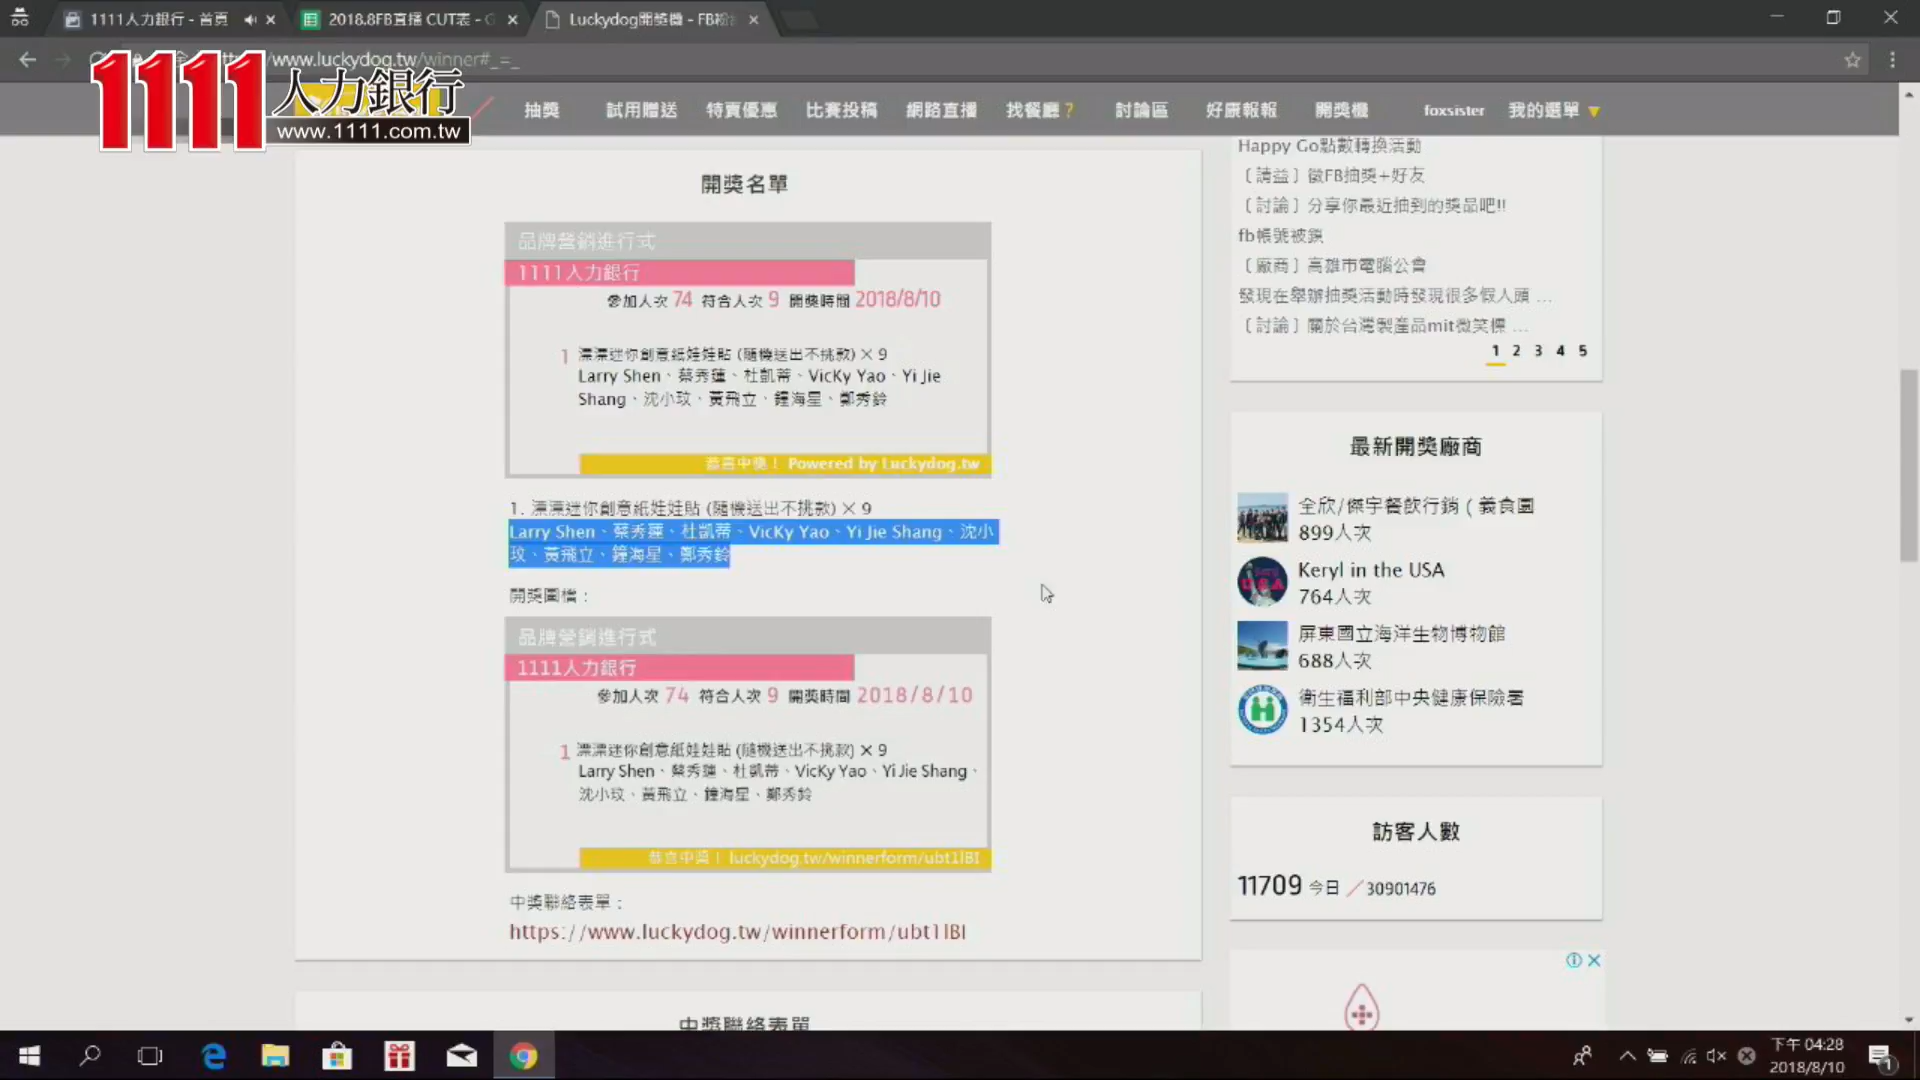 1111人力銀行 - 首頁
2018.8FB直播 CUT表 - G
Luckydog開獎機 - FB粉
www.luckydog.tw/winner#_=_
1111人力銀行
www.1111.com.tw
抽獎
試用贈送
特賣優惠
比賽投稿
網路直播
找餐廳?
討論區
好康報報
開獎機
foxsister
我的選單
開獎名單
品牌營銷進行式
1111人力銀行
參加人次 74 符合人次 9 開獎時間 2018/8/10
1 漂漂迷你創意紙娃娃貼 (隨機送出不挑款) × 9
Larry Shen、蔡秀蓮、杜凱蒂、VicKy Yao、Yi Jie
Shang、沈小玟、黃飛立、鐘海星、鄭秀鈴
恭喜中獎！ Powered by Luckydog.tw
1. 漂漂迷你創意紙娃娃貼 (隨機送出不挑款) × 9
Larry Shen、蔡秀蓮、杜凱蒂、VicKy Yao、Yi Jie Shang、沈小
玟、黃飛立、鐘海星、鄭秀鈴
開獎圖檔：
品牌營銷進行式
1111人力銀行
參加人次 74 符合人次 9 開獎時間 2018/8/10
1 漂漂迷你創意紙娃娃貼 (隨機送出不挑款) × 9
Larry Shen、蔡秀蓮、杜凱蒂、VicKy Yao、Yi Jie Shang、
沈小玟、黃飛立、鐘海星、鄭秀鈴
恭喜中獎！ luckydog.tw/winnerform/ubt1lBI
中獎聯絡表單：
https://www.luckydog.tw/winnerform/ubt1lBI
中獎聯絡表單
Happy Go點數轉換活動
〔請益〕徵FB抽獎+好友
〔討論〕分享你最近抽到的獎品吧!!
fb帳號被鎖
〔廠商〕高雄市電腦公會
發現在舉辦抽獎活動時發現很多假人頭 ...
〔討論〕關於台灣製產品mit微笑標 ...
1 2 3 4 5
最新開獎廠商
全欣/傑宇餐飲行銷 ( 義食園
899人次
Keryl in the USA
764人次
屏東國立海洋生物博物館
688人次
衛生福利部中央健康保險署
1354人次
訪客人數
11709 今日 / 30901476
下午 04:28
2018/8/10
1